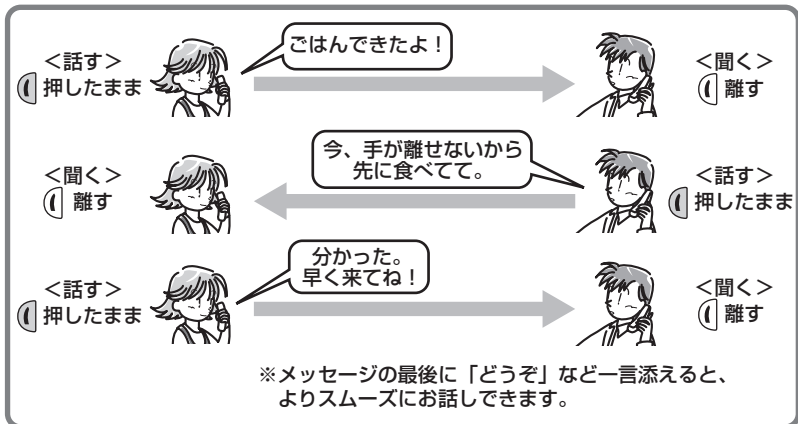 ごはんできたよ！
＜話す＞
押したまま
＜聞く＞
離す
今、手が離せないから
先に食べてて。
＜聞く＞
離す
＜話す＞
押したまま
分かった。
早く来てね！
＜話す＞
押したまま
＜聞く＞
離す
※メッセージの最後に「どうぞ」など一言添えると、
よりスムーズにお話しできます。